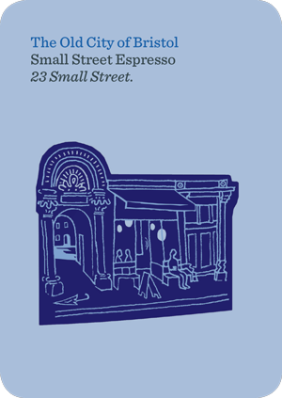 The Old City of Bristol
Small Street Espresso
23 Small Street.